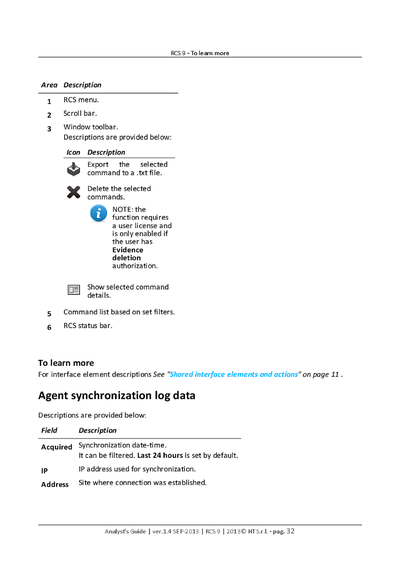 RCS 9 - To learn more
Area Description
1 RCS menu.
2 Scroll bar.
3 Window toolbar.
Descriptions are provided below:
Icon Description
Export the selected
command to a .txt file.
Delete the selected
commands.
NOTE: the
function requires
a user license and
is only enabled if
the user has
Evidence
deletion
authorization.
Show selected command
details.
5 Command list based on set filters.
6 RCS status bar.
To learn more
For interface element descriptions See "Shared interface elements and actions" on page 11 .
Agent synchronization log data
Descriptions are provided below:
Field Description
Acquired Synchronization date-time.
It can be filtered. Last 24 hours is set by default.
IP IP address used for synchronization.
Address Site where connection was established.
Analyst's Guide | ver.1.4 SEP-2013 | RCS 9 | 2013© HT S.r.l. - pag. 32